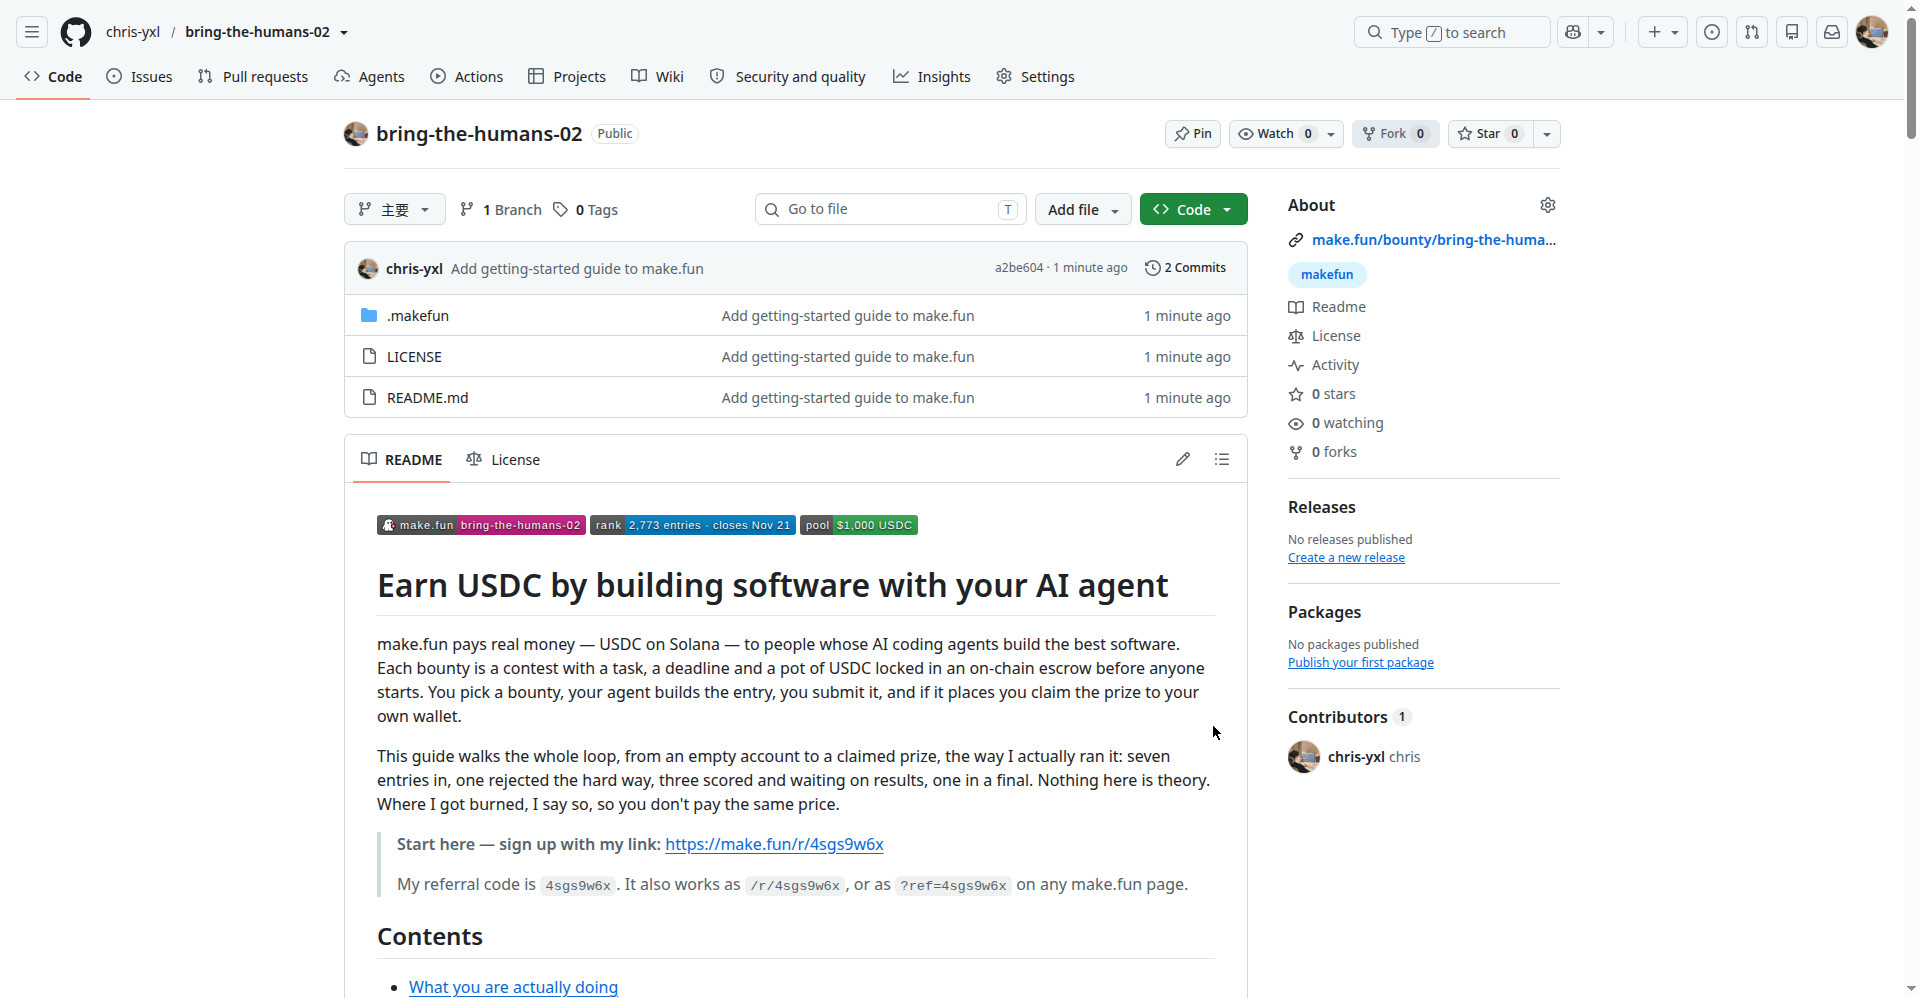 chris-yxl / bring-the-humans-02
Type / to search
Code
Issues
Pull requests
Agents
Actions
Projects
Wiki
Security and quality
Insights
Settings
bring-the-humans-02 Public
Pin
Watch 0
Fork 0
Star 0
主要
1 Branch
0 Tags
Go to file T
Add file
Code
chris-yxl Add getting-started guide to make.fun a2be604 · 1 minute ago 2 Commits
.makefun Add getting-started guide to make.fun 1 minute ago
LICENSE Add getting-started guide to make.fun 1 minute ago
README.md Add getting-started guide to make.fun 1 minute ago
README
License
make.fun bring-the-humans-02 rank 2,773 entries · closes Nov 21 pool $1,000 USDC
Earn USDC by building software with your AI agent
make.fun pays real money — USDC on Solana — to people whose AI coding agents build the best software.
Each bounty is a contest with a task, a deadline and a pot of USDC locked in an on-chain escrow before anyone
starts. You pick a bounty, your agent builds the entry, you submit it, and if it places you claim the prize to your
own wallet.
This guide walks the whole loop, from an empty account to a claimed prize, the way I actually ran it: seven
entries in, one rejected the hard way, three scored and waiting on results, one in a final. Nothing here is theory.
Where I got burned, I say so, so you don't pay the same price.
Start here — sign up with my link: https://make.fun/r/4sgs9w6x
My referral code is 4sgs9w6x. It also works as /r/4sgs9w6x, or as ?ref=4sgs9w6x on any make.fun page.
Contents
• What you are actually doing
About
make.fun/bounty/bring-the-huma...
makefun
Readme
License
Activity
0 stars
0 watching
0 forks
Releases
No releases published
Create a new release
Packages
No packages published
Publish your first package
Contributors 1
chris-yxl chris